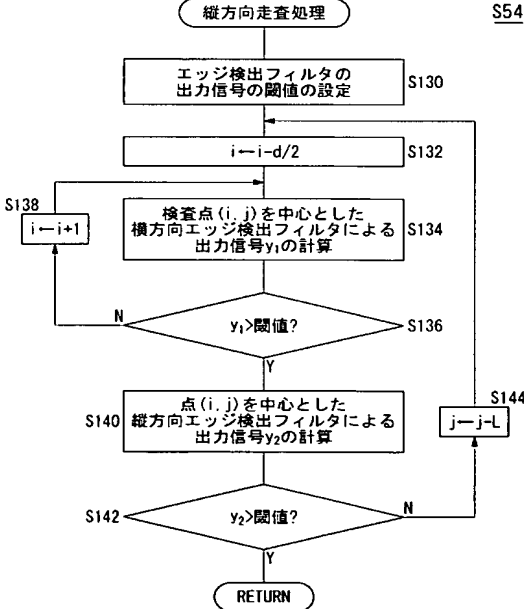 縦方向走査処理
S54
エッジ検出フィルタの
出力信号の閾値の設定
S130
i←i-d/2
S132
S138
i←i+1
検査点(i,j)を中心とした
横方向エッジ検出フィルタによる
出力信号y₁の計算
S134
N
y₁>閾値?
S136
Y
S140
点(i,j)を中心とした
縦方向エッジ検出フィルタによる
出力信号y₂の計算
S144
j←j-L
S142
y₂>閾値?
N
Y
RETURN